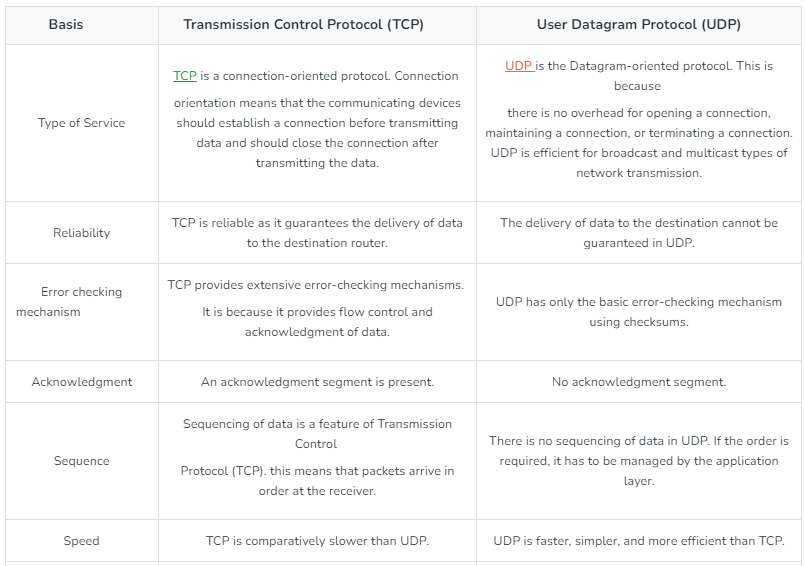 Basis
Transmission Control Protocol (TCP)
User Datagram Protocol (UDP)
Type of Service
TCP is a connection-oriented protocol. Connection
orientation means that the communicating devices
should establish a connection before transmitting
data and should close the connection after
transmitting the data.
UDP is the Datagram-oriented protocol. This is
because
there is no overhead for opening a connection,
maintaining a connection, or terminating a connection.
UDP is efficient for broadcast and multicast types of
network transmission.
Reliability
TCP is reliable as it guarantees the delivery of data
to the destination router.
The delivery of data to the destination cannot be
guaranteed in UDP.
Error checking
mechanism
TCP provides extensive error-checking mechanisms.
It is because it provides flow control and
acknowledgment of data.
UDP has only the basic error-checking mechanism
using checksums.
Acknowledgment
An acknowledgment segment is present.
No acknowledgment segment.
Sequence
Sequencing of data is a feature of Transmission
Control
Protocol (TCP). this means that packets arrive in
order at the receiver.
There is no sequencing of data in UDP. If the order is
required, it has to be managed by the application
layer.
Speed
TCP is comparatively slower than UDP.
UDP is faster, simpler, and more efficient than TCP.